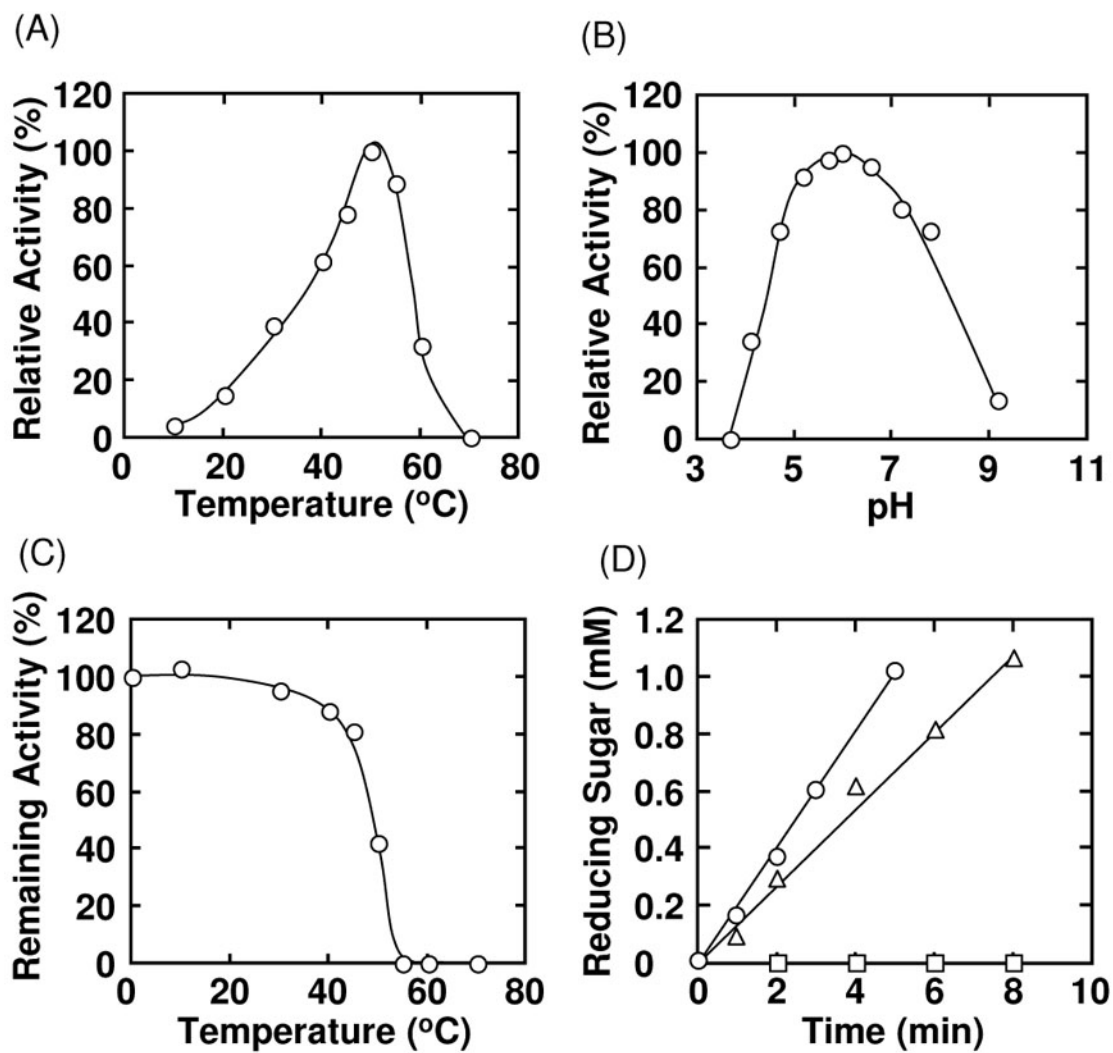 (A)
(B)
Relative Activity (%)
120
100
80
60
40
20
0
0 20 40 60 80
Temperature (ºC)
Relative Activity (%)
120
100
80
60
40
20
0
3 5 7 9 11
pH
(C)
(D)
Remaining Activity (%)
120
100
80
60
40
20
0
0 20 40 60 80
Temperature (ºC)
Reducing Sugar (mM)
1.2
1.0
0.8
0.6
0.4
0.2
0
0 2 4 6 8 10
Time (min)